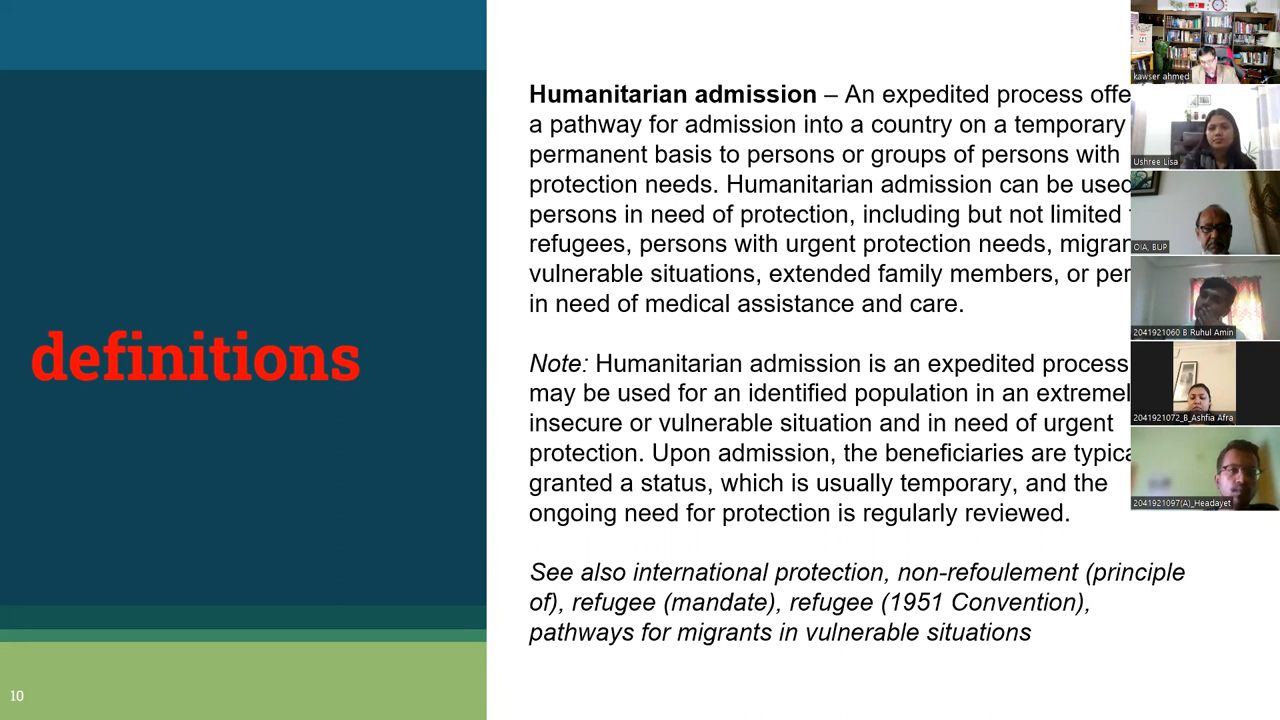 definitions
10
Humanitarian admission – An expedited process
a pathway for admission into a country on a temporary
permanent basis to persons or groups of persons with
protection needs. Humanitarian admission can be used
persons in need of protection, including but not limited
refugees, persons with urgent protection needs,
vulnerable situations, extended family members, or
in need of medical assistance and care.
Note: Humanitarian admission is an expedited process
may be used for an identified population in an
insecure or vulnerable situation and in need of urgent
protection. Upon admission, the beneficiaries are
granted a status, which is usually temporary, and the
ongoing need for protection is regularly reviewed.
See also international protection, non-refoulement (principle
of), refugee (mandate), refugee (1951 Convention),
pathways for migrants in vulnerable situations
kawser ahmed
Ushree Lisa
OIA, BUP
2041921060 B Ruhul Amin
2041921072_B_Ashfia Afra
2041921097(A)_Headayet